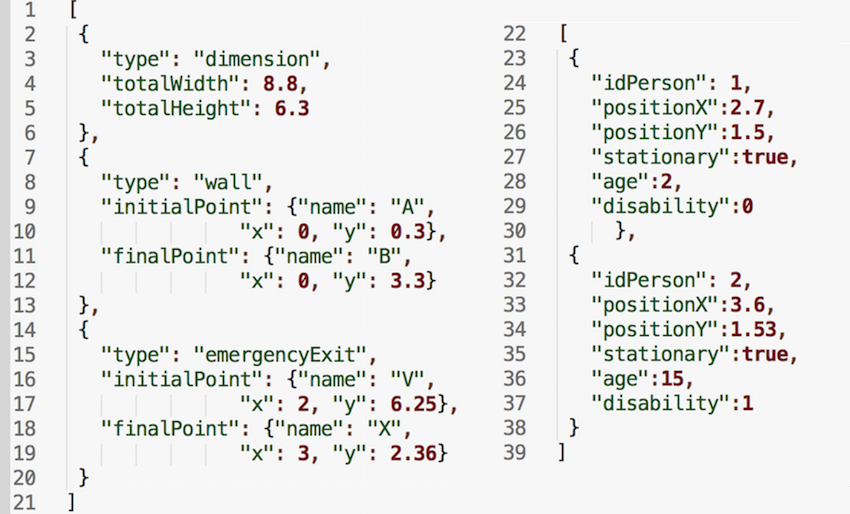 1 [
2 {
3 "type": "dimension",
4 "totalWidth": 8.8,
5 "totalHeight": 6.3
6 },
7 {
8 "type": "wall",
9 "initialPoint": {"name": "A",
10 "x": 0, "y": 0.3},
11 "finalPoint": {"name": "B",
12 "x": 0, "y": 3.3}
13 },
14 {
15 "type": "emergencyExit",
16 "initialPoint": {"name": "V",
17 "x": 2, "y": 6.25},
18 "finalPoint": {"name": "X",
19 "x": 3, "y": 2.36}
20 }
21 ]
22 [
23 {
24 "idPerson": 1,
25 "positionX":2.7,
26 "positionY":1.5,
27 "stationary":true,
28 "age":2,
29 "disability":0
30 },
31 {
32 "idPerson": 2,
33 "positionX":3.6,
34 "positionY":1.53,
35 "stationary":true,
36 "age":15,
37 "disability":1
38 }
39 ]